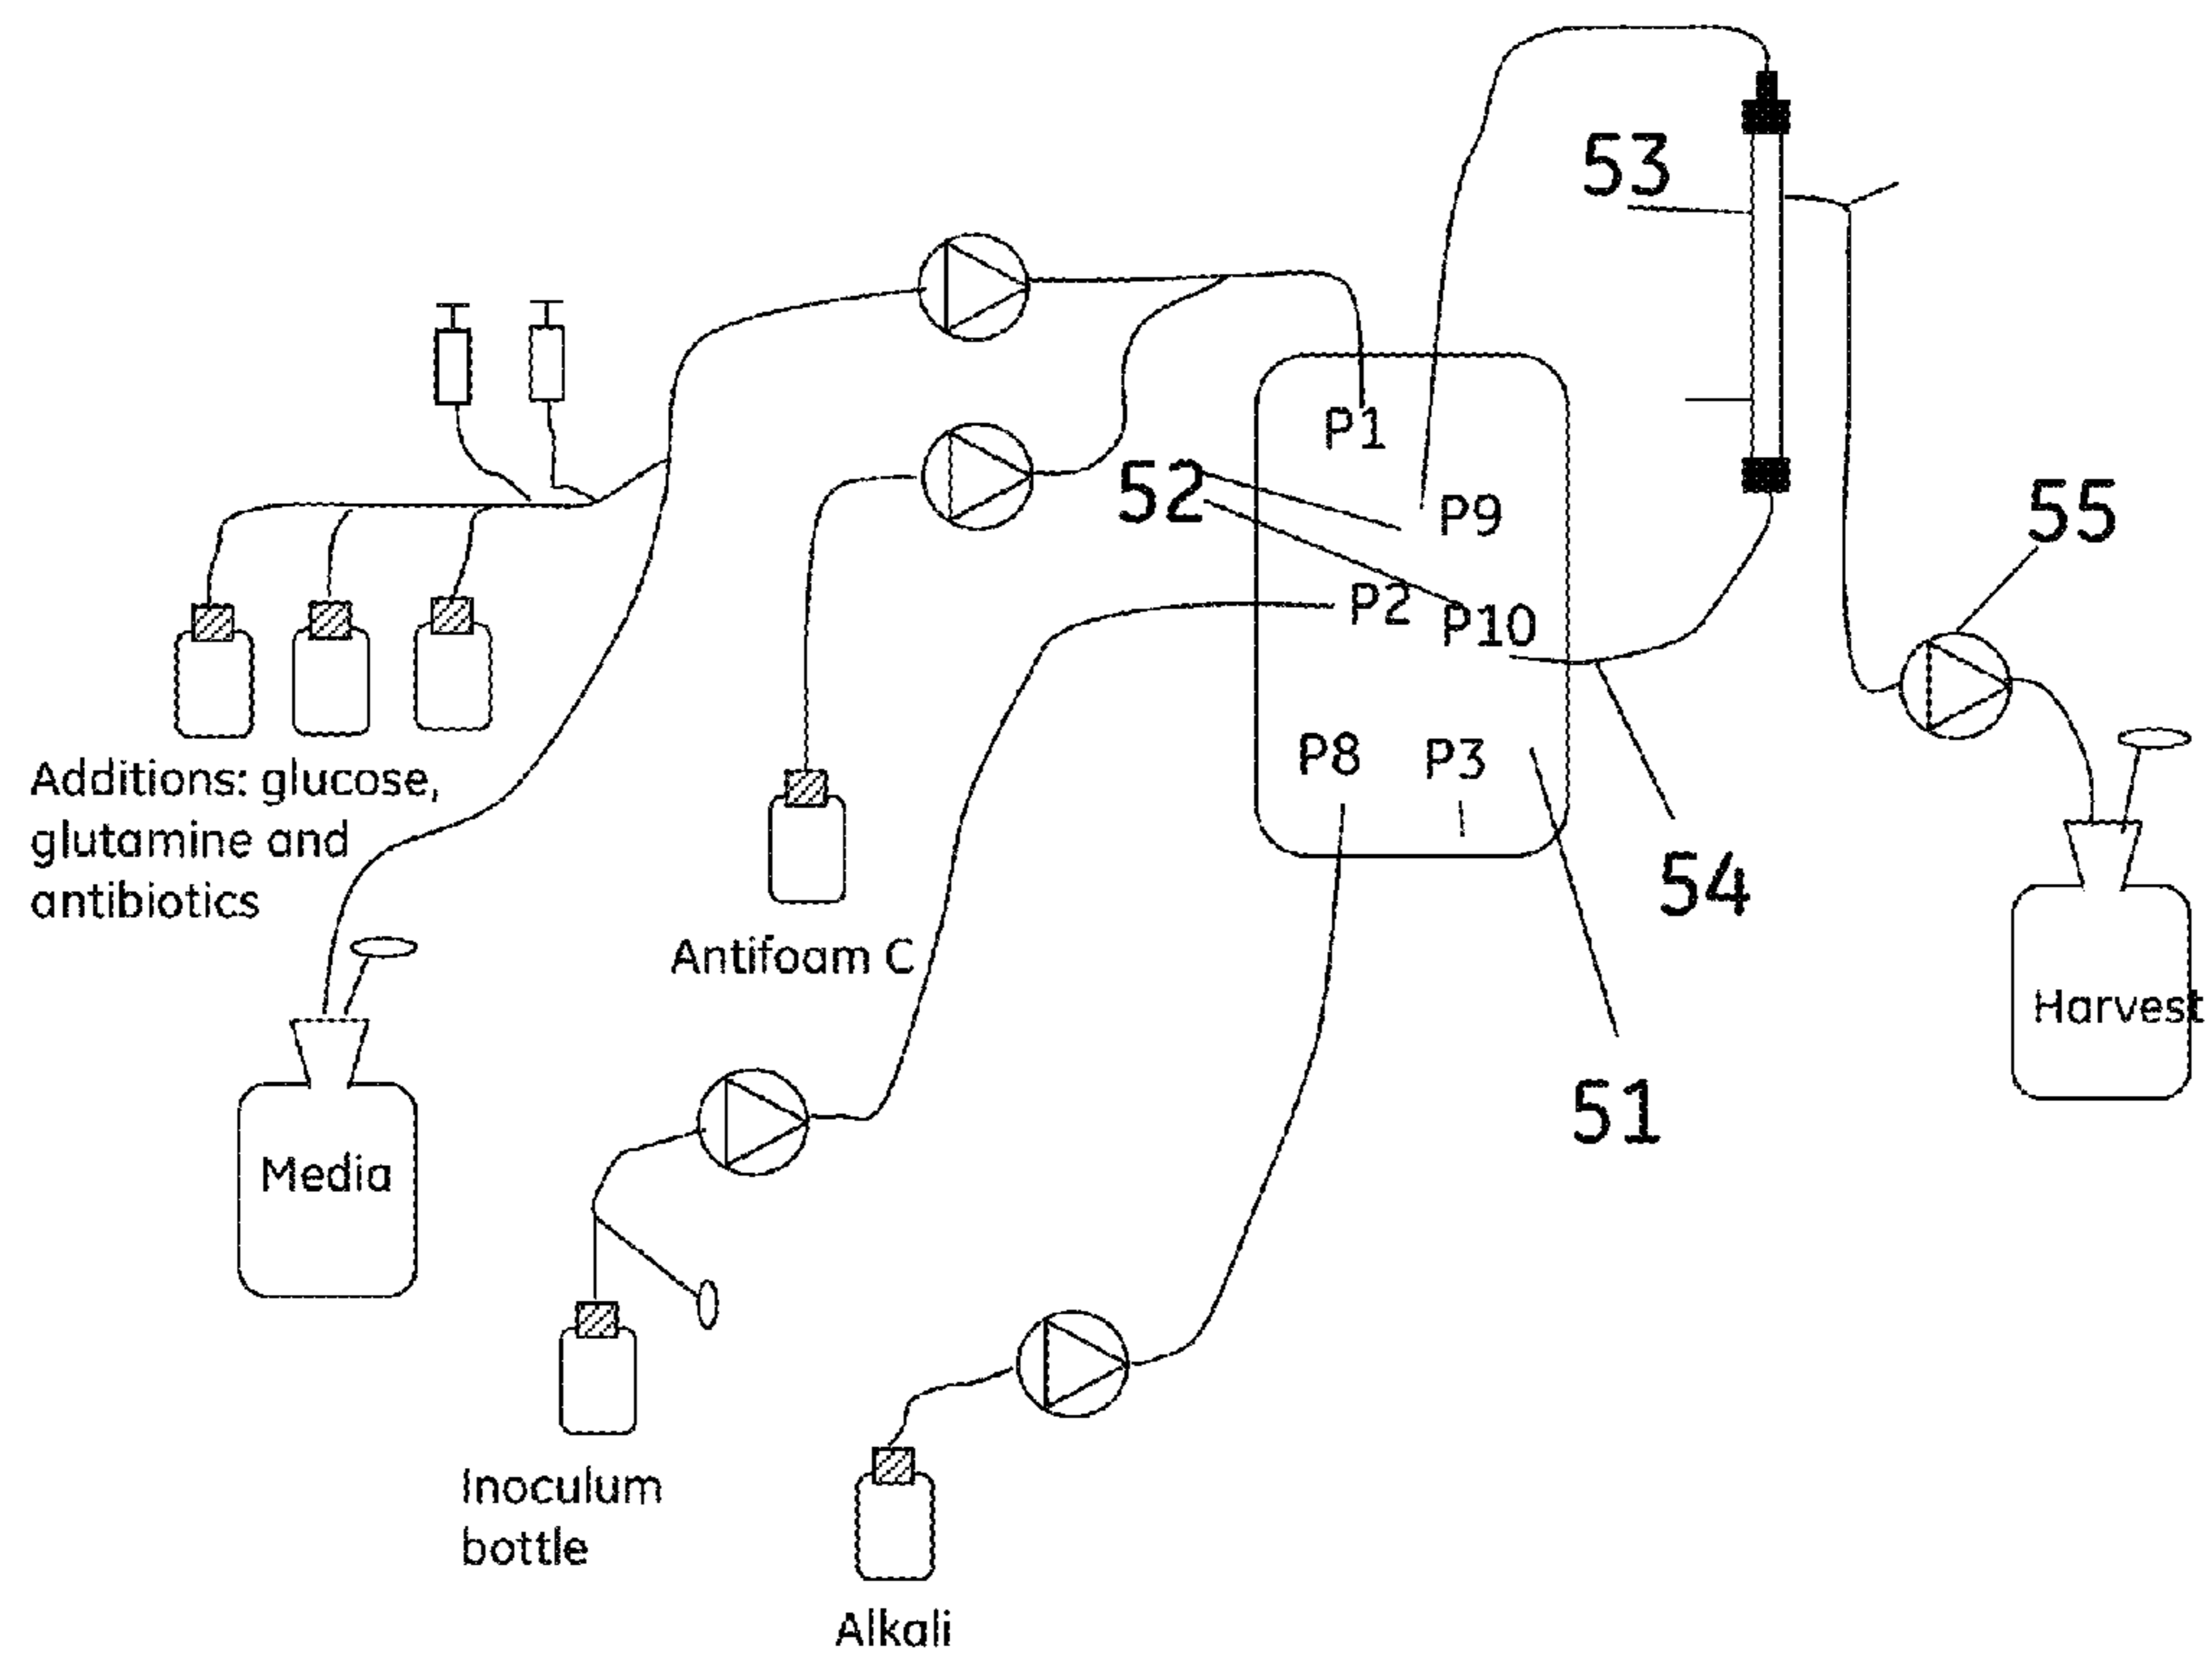 53
P1
52
P9
55
P2
P10
P8
P3
Additions: glucose,
glutamine and
antibiotics
54
Antifoam C
Harvest
51
Media
Inoculum
bottle
Alkali